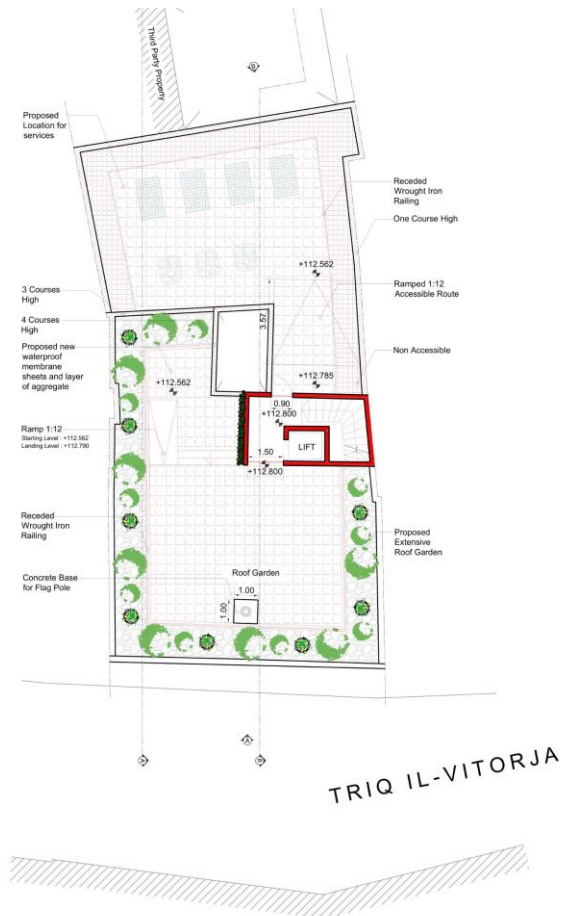 Third Party Property
B
Proposed
Location for
services
Receded
Wrought Iron
Railing
One Course High
+112.562
Ramped 1:12
Accessible Route
3 Courses
High
4 Courses
High
3.57
Proposed new
waterproof
membrane
sheets and layer
of aggregate
Non Accessible
+112.562
+112.785
0.90
+112.800
Ramp 1:12
Starting Level : +112.562
Landing Level : +112.790
LIFT
1.50
+112.800
Receded
Wrought Iron
Railing
Proposed
Extensive
Roof Garden
Roof Garden
Concrete Base
for Flag Pole
1.00
1.00
A
A
B
TRIQ IL-VITORJA